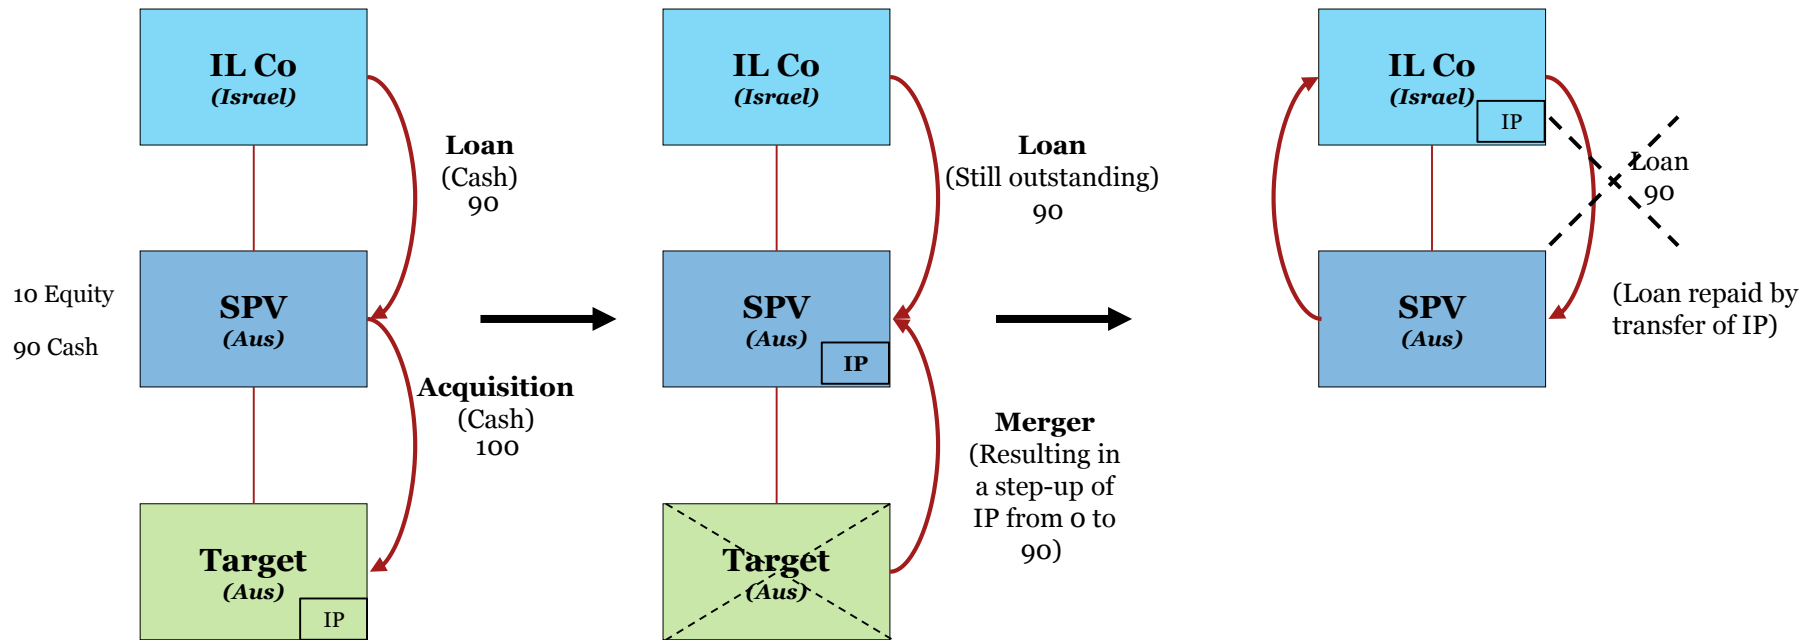 IL Co
(Israel)
Loan
(Cash)
90
10 Equity
90 Cash
SPV
(Aus)
Acquisition
(Cash)
100
Target
(Aus)
IP
IL Co
(Israel)
Loan
(Still outstanding)
90
SPV
(Aus)
IP
Merger
(Resulting in
a step-up of
IP from 0 to
90)
Target
(Aus)
IL Co
(Israel)
IP
Loan
90
SPV
(Aus)
(Loan repaid by
transfer of IP)